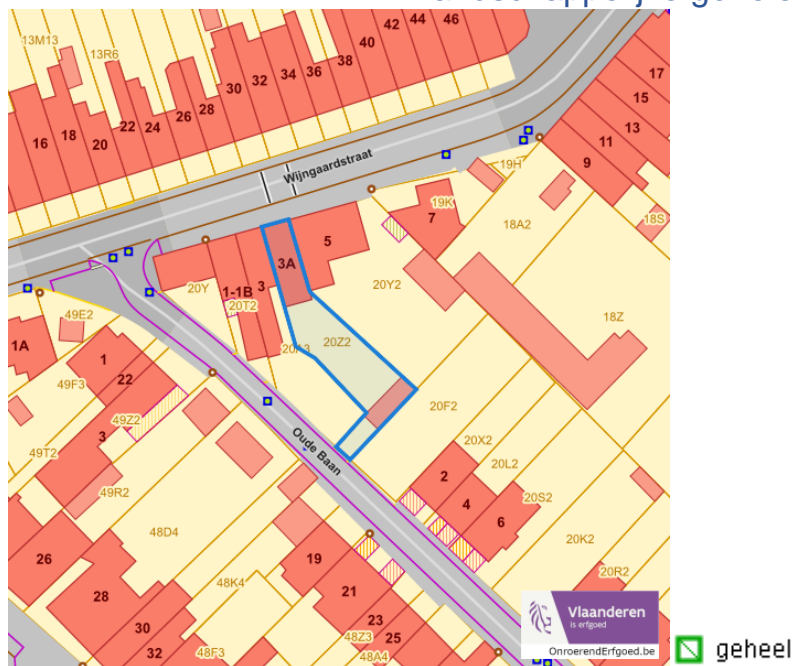 42
44
46
13M13
13R6
40
38
36
34
32
30
28
26
24
22
20
18
16
17
15
13
11
9
Wijngaardstraat
19H
19K
7
18A2
18S
3A
5
20Y
1-1B
3
20T2
20Y2
18Z
49E2
1A
1
22
49F3
20Z2
49Z2
3
20F2
49T2
Oude Baan
20X2
20L2
49R2
2
4
6
20S2
48D4
20K2
26
28
48K4
19
21
20R2
23
25
30
32
48Z3
48F3
48A4
Vlaanderen
is erfgoed
OnroerendErfgoed.be
geheel